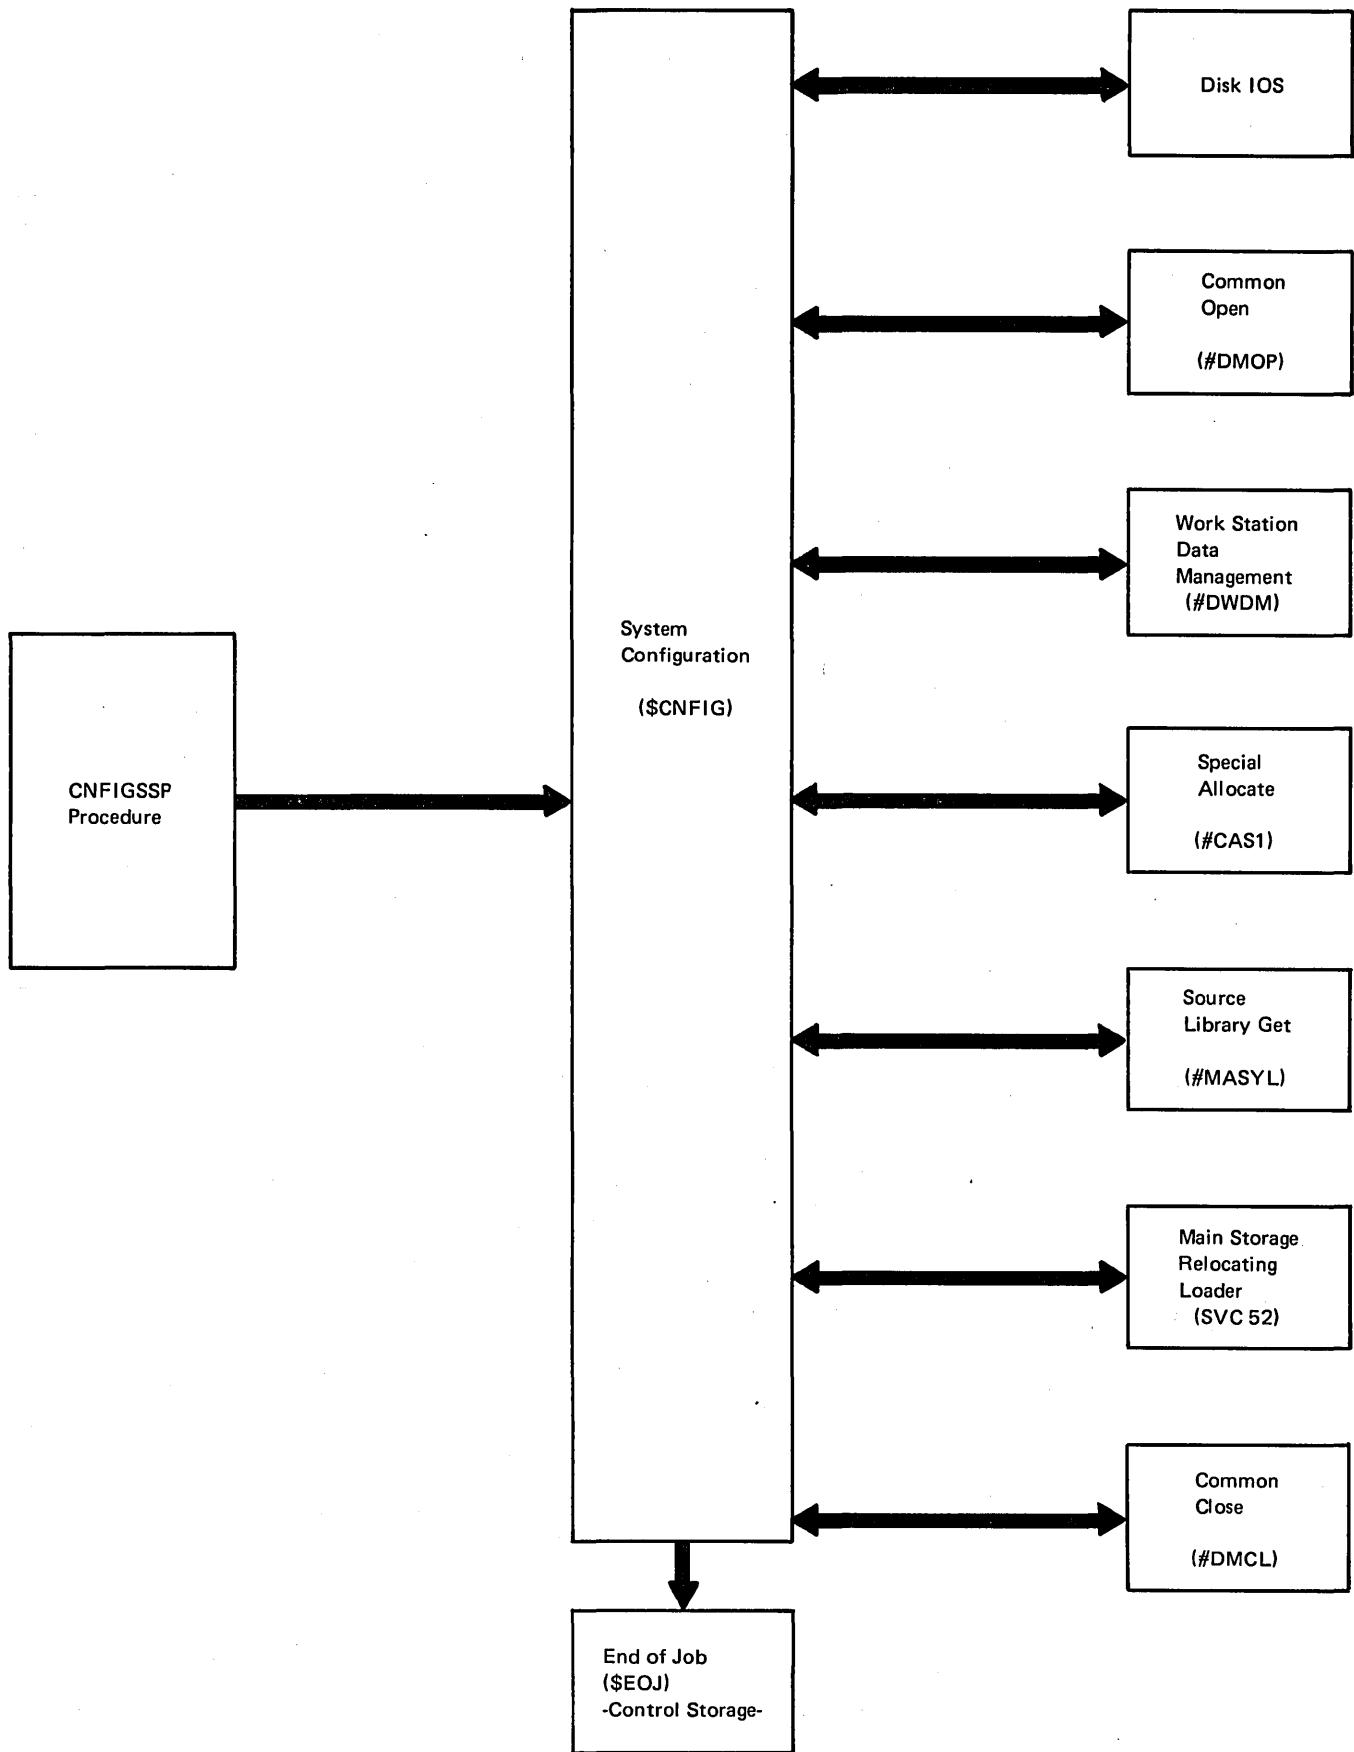 Disk IOS
Common
Open
(#DMOP)
Work Station
Data
Management
(#DWDM)
System
Configuration
($CNFIG)
CNFIGSSP
Procedure
Special
Allocate
(#CAS1)
Source
Library Get
(#MASYL)
Main Storage
Relocating
Loader
(SVC 52)
Common
Close
(#DMCL)
End of Job
($EOJ)
-Control Storage-